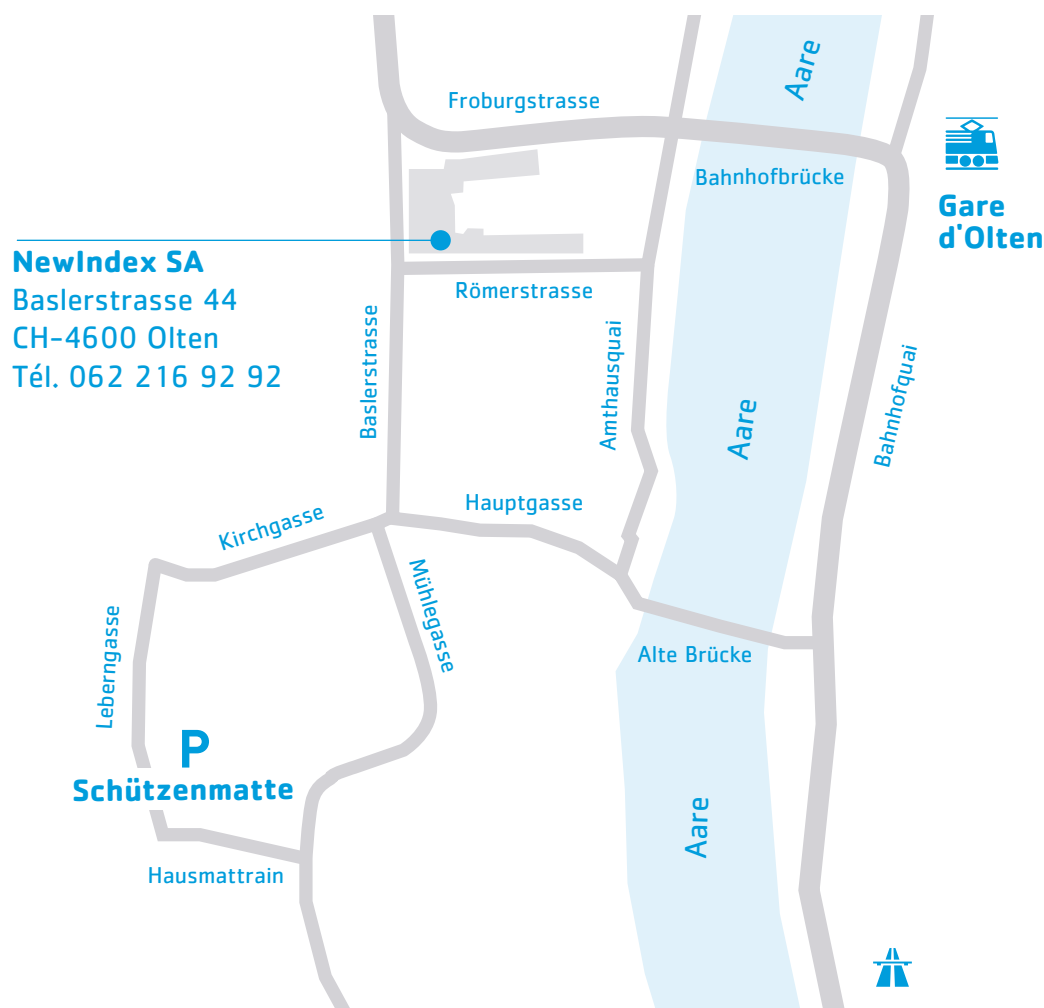 Aare
Froburgstrasse
Bahnhofbrücke
Gare
d'Olten
NewIndex SA
Baslerstrasse 44
CH-4600 Olten
Tél. 062 216 92 92
Römerstrasse
Baslerstrasse
Amthausquai
Bahnhofquai
Aare
Hauptgasse
Kirchgasse
Mühlegasse
Leberngasse
Alte Brücke
P
Schützenmatte
Aare
Hausmattrain